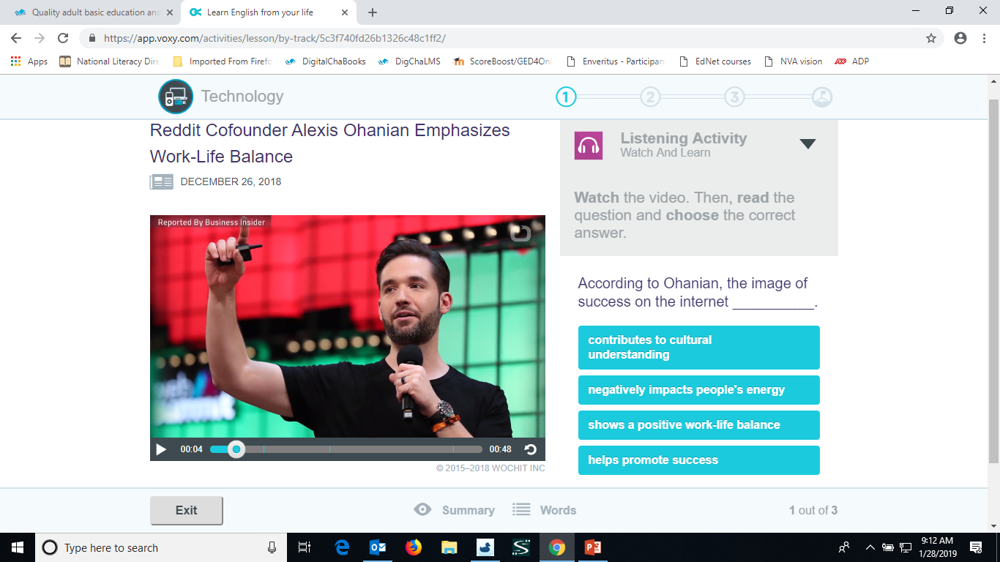 Quality adult basic education and
Learn English from your life
https://app.voxy.com/activities/lesson/by-track/5c3f740fd26b1326c48c1ff2/
Apps National Literacy Dire Imported From Firefo DigitalChaBooks DigChaLMS ScoreBoost/GED4Onl Enveritus - Participan EdNet courses NVA vision ADP
Technology
1 2 3
Reddit Cofounder Alexis Ohanian Emphasizes
Work-Life Balance
DECEMBER 26, 2018
Reported By Business Insider
00:04 00:48
© 2015–2018 WOCHIT INC
Listening Activity
Watch And Learn
Watch the video. Then, read the
question and choose the correct
answer.
According to Ohanian, the image of
success on the internet __________.
contributes to cultural
understanding
negatively impacts people's energy
shows a positive work-life balance
helps promote success
Exit Summary Words 1 out of 3
Type here to search
9:12 AM
1/28/2019